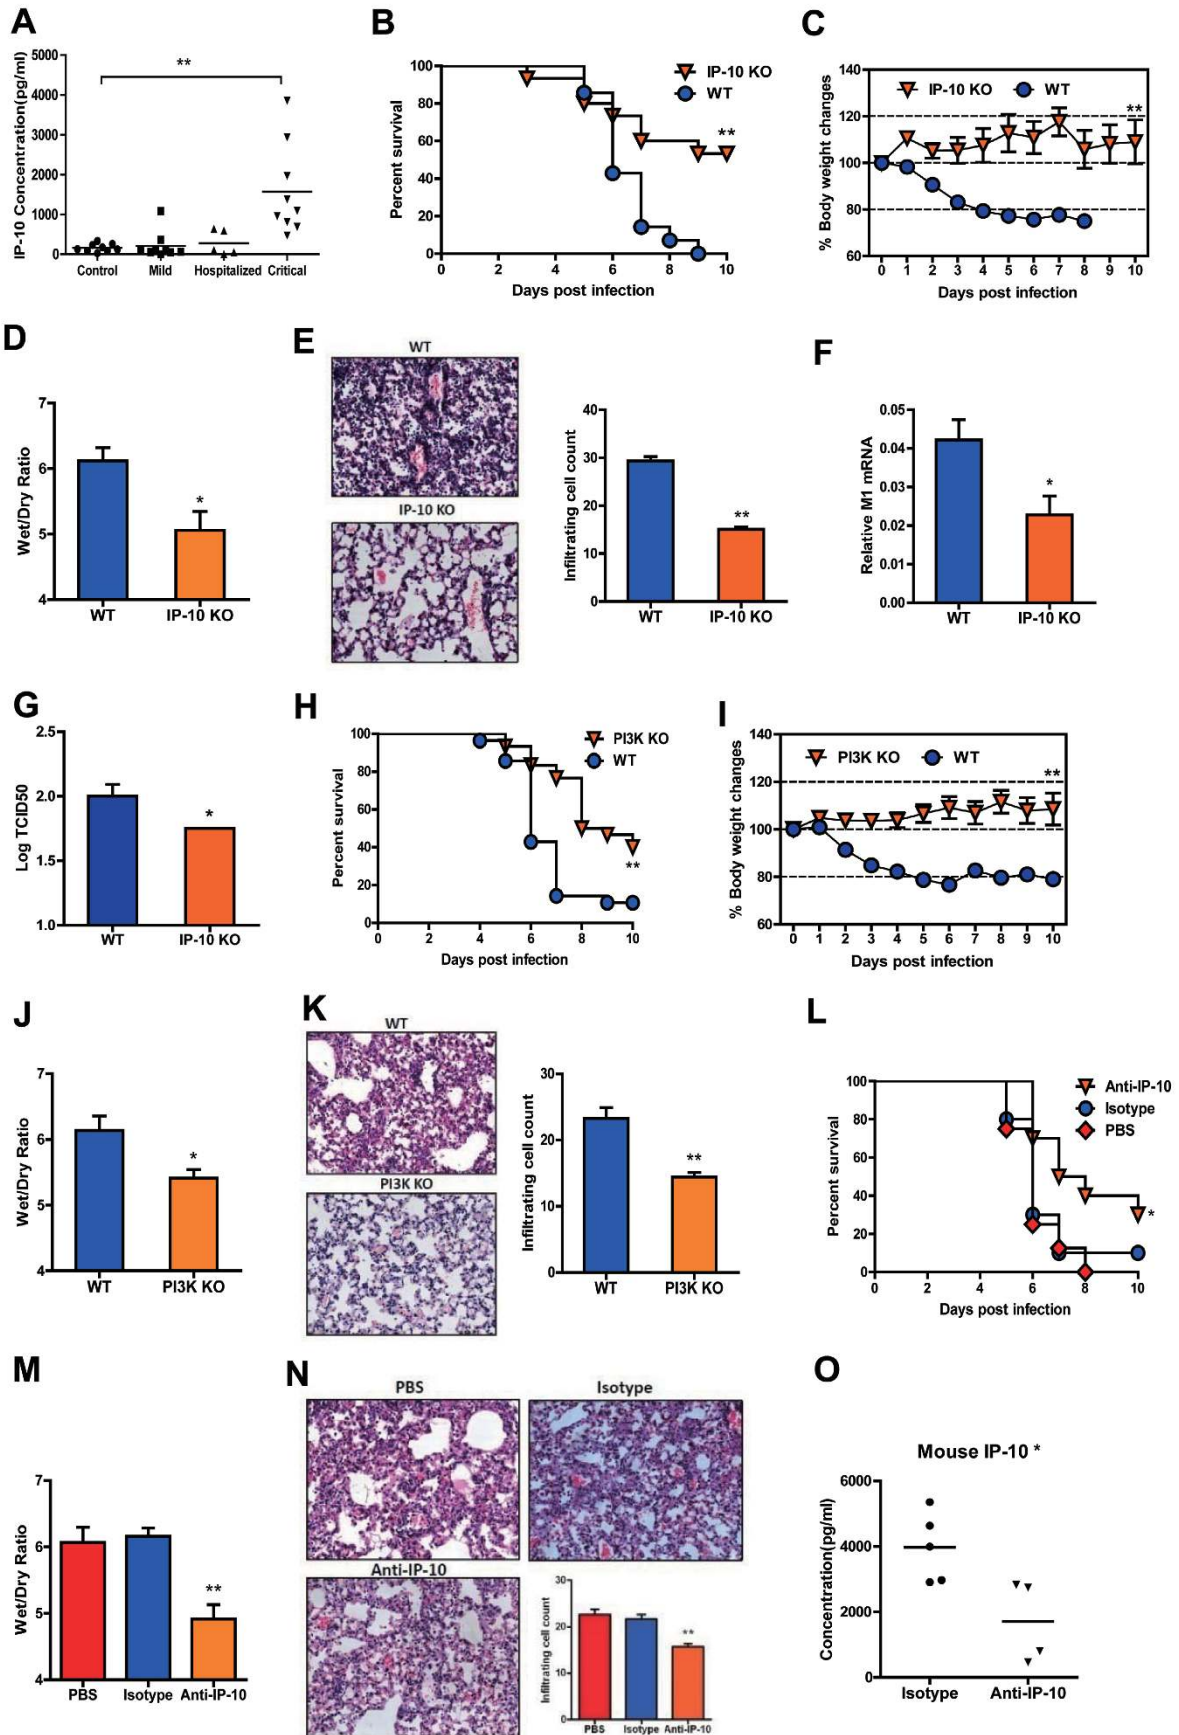 A
IP-10 Concentration(pg/ml)
5000
4000
3000
2000
1000
0
**
Control Mild Hospitalized Critical
B
Percent survival
100
80
60
40
20
0
0 2 4 6 8 10
Days post infection
IP-10 KO
WT
**
C
% Body weight changes
140
120
100
80
60
IP-10 KO WT
**
0 1 2 3 4 5 6 7 8 9 10
Days post infection
D
Wet/Dry Ratio
7
6
5
4
*
WT IP-10 KO
E
WT
IP-10 KO
Infiltrating cell count
40
30
20
10
0
**
WT IP-10 KO
F
Relative M1 mRNA
0.05
0.04
0.03
0.02
0.01
0.00
*
WT IP-10 KO
G
Log TCID50
2.5
2.0
1.5
1.0
*
WT IP-10 KO
H
Percent survival
100
80
60
40
20
0
0 2 4 6 8 10
Days post infection
PI3K KO
WT
**
I
% Body weight changes
140
120
100
80
60
PI3K KO WT
**
0 1 2 3 4 5 6 7 8 9 10
Days post infection
J
Wet/Dry Ratio
7
6
5
4
*
WT PI3K KO
K
WT
PI3K KO
Infiltrating cell count
30
20
10
0
**
WT PI3K KO
L
Percent survival
100
80
60
40
20
0
0 2 4 6 8 10
Days post infection
Anti-IP-10
Isotype
PBS
*
M
Wet/Dry Ratio
7
6
5
4
**
PBS Isotype Anti-IP-10
N
PBS Isotype
Anti-IP-10
Infiltrating cell count
30
20
10
0
**
PBS Isotype Anti-IP-10
O
Mouse IP-10 *
Concentration(pg/ml)
6000
4000
2000
0
Isotype Anti-IP-10